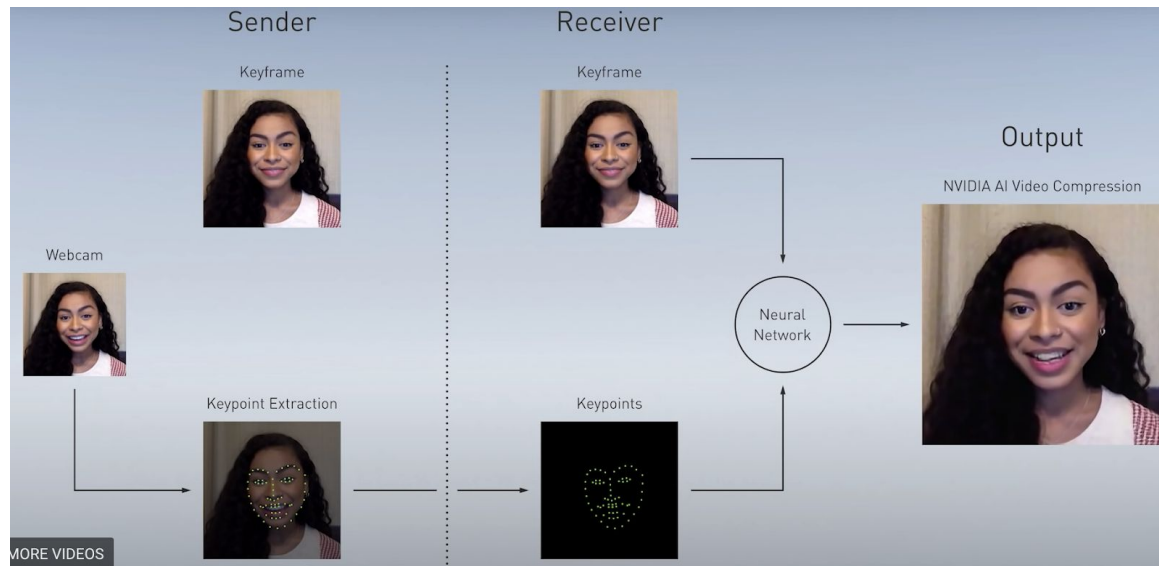 Sender
Receiver
Keyframe
Keyframe
Output
NVIDIA AI Video Compression
Webcam
Neural
Network
Keypoint Extraction
Keypoints
MORE VIDEOS